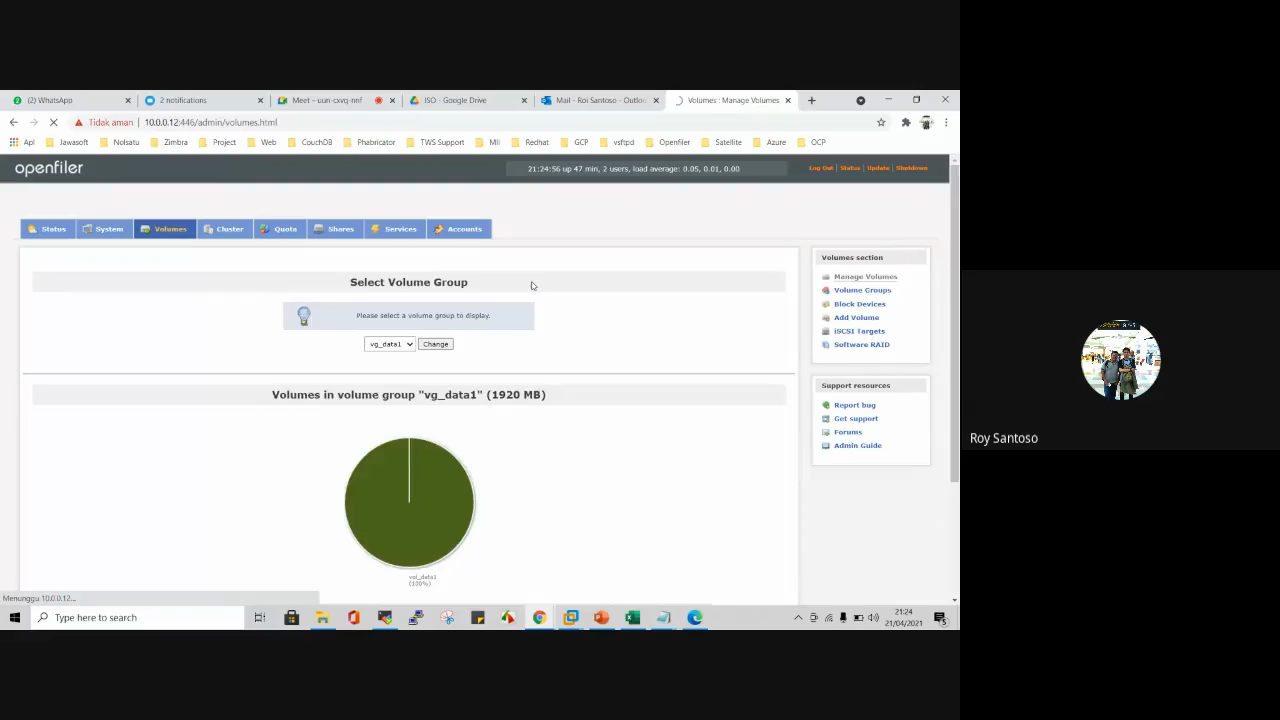 (2) WhatsApp
2 notifications
Meet - uun-cxvq-nnf
ISO - Google Drive
Mail - Roi Santoso - Outlo
Volumes : Manage Volumes
Tidak aman
10.0.0.12:446/admin/volumes.html
Apl
Jawasoft
Nolsatu
Zimbra
Project
Web
CouchDB
Phabricator
TWS Support
MII
Redhat
GCP
vsftpd
Openfiler
Satellite
Azure
OCP
openfiler
21:24:56 up 47 min, 2 users, load average: 0.05, 0.01, 0.00
Log Out | Status | Update | Shutdown
Status
System
Volumes
Cluster
Quota
Shares
Services
Accounts
Select Volume Group
Please select a volume group to display.
vg_data1
Change
Volumes in volume group "vg_data1" (1920 MB)
vol_data1
(100%)
Volumes section
Manage Volumes
Volume Groups
Block Devices
Add Volume
iSCSI Targets
Software RAID
Support resources
Report bug
Get support
Forums
Admin Guide
Menunggu 10.0.0.12...
Type here to search
21:24
21/04/2021
5
Roy Santoso